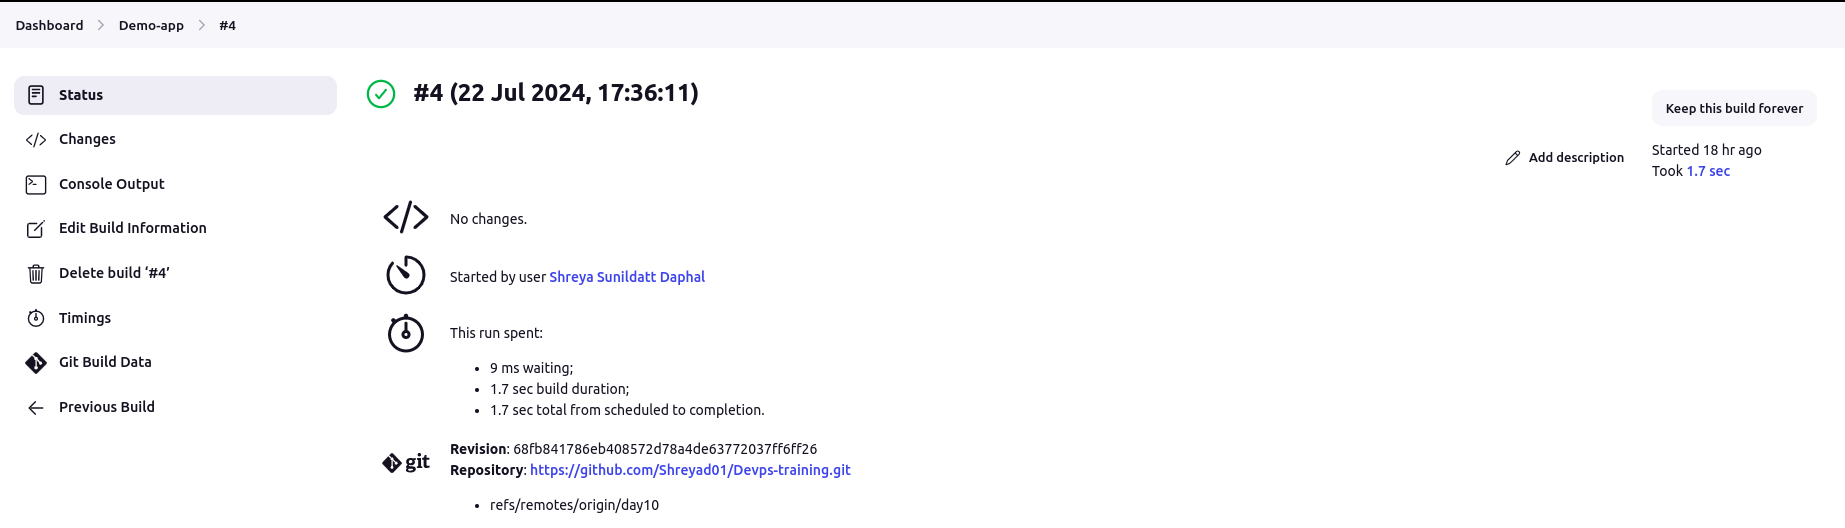 Dashboard > Demo-app > #4
Status
Changes
Console Output
Edit Build Information
Delete build ‘#4’
Timings
Git Build Data
Previous Build
#4 (22 Jul 2024, 17:36:11)
Keep this build forever
Add description
Started 18 hr ago
Took 1.7 sec
No changes.
Started by user Shreya Sunildatt Daphal
This run spent:
• 9 ms waiting;
• 1.7 sec build duration;
• 1.7 sec total from scheduled to completion.
git
Revision: 68fb841786eb408572d78a4de63772037ff6ff26
Repository: https://github.com/Shreyad01/Devps-training.git
• refs/remotes/origin/day10